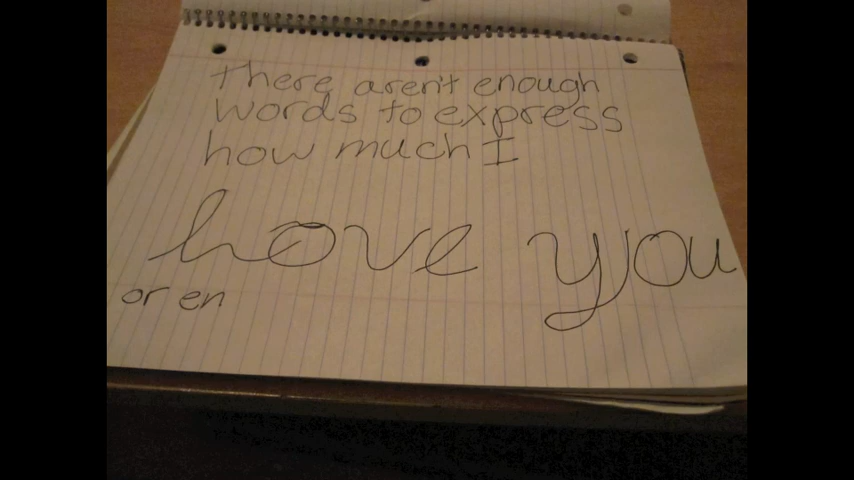 there aren't enough
words to express
how much I
love you
or en